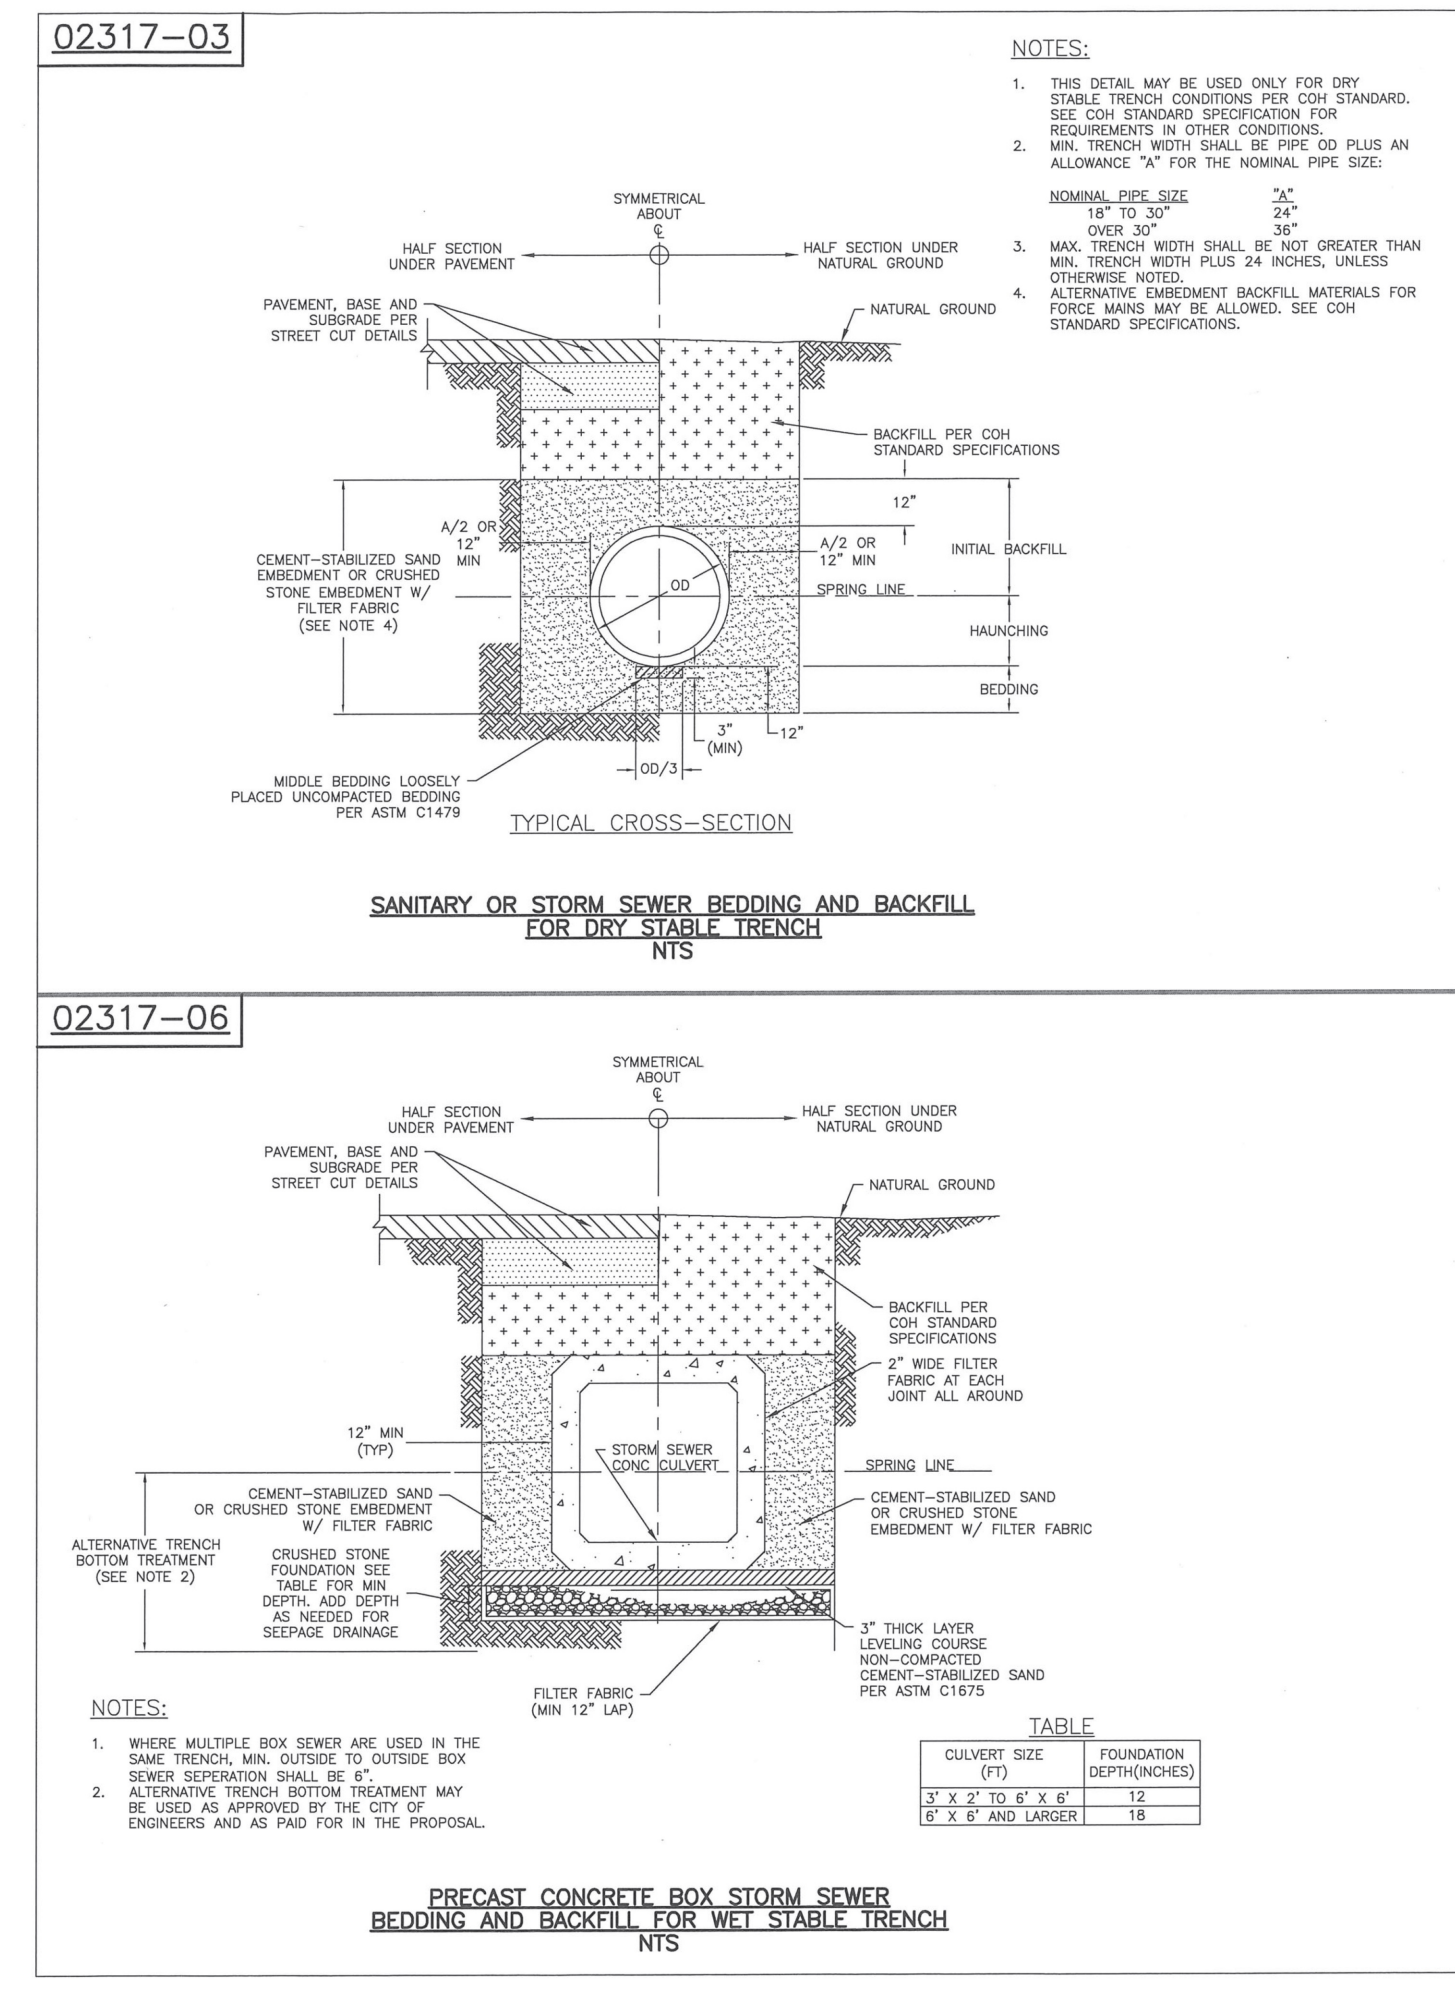 02317-03
NOTES:
1. THIS DETAIL MAY BE USED ONLY FOR DRY
STABLE TRENCH CONDITIONS PER COH STANDARD.
SEE COH STANDARD SPECIFICATION FOR
REQUIREMENTS IN OTHER CONDITIONS.
2. MIN. TRENCH WIDTH SHALL BE PIPE OD PLUS AN
ALLOWANCE "A" FOR THE NOMINAL PIPE SIZE:
NOMINAL PIPE SIZE "A"
18" TO 30" 24"
OVER 30" 36"
3. MAX. TRENCH WIDTH SHALL BE NOT GREATER THAN
MIN. TRENCH WIDTH PLUS 24 INCHES, UNLESS
OTHERWISE NOTED.
4. ALTERNATIVE EMBEDMENT BACKFILL MATERIALS FOR
FORCE MAINS MAY BE ALLOWED. SEE COH
STANDARD SPECIFICATIONS.
SYMMETRICAL
ABOUT
℄
HALF SECTION
UNDER PAVEMENT
HALF SECTION UNDER
NATURAL GROUND
PAVEMENT, BASE AND
SUBGRADE PER
STREET CUT DETAILS
NATURAL GROUND
BACKFILL PER COH
STANDARD SPECIFICATIONS
12"
A/2 OR
12"
MIN
A/2 OR
12" MIN
INITIAL BACKFILL
CEMENT-STABILIZED SAND
EMBEDMENT OR CRUSHED
STONE EMBEDMENT W/
FILTER FABRIC
(SEE NOTE 4)
OD
SPRING LINE
HAUNCHING
BEDDING
3"
(MIN)
12"
OD/3
MIDDLE BEDDING LOOSELY
PLACED UNCOMPACTED BEDDING
PER ASTM C1479
TYPICAL CROSS-SECTION
SANITARY OR STORM SEWER BEDDING AND BACKFILL
FOR DRY STABLE TRENCH
NTS
02317-06
SYMMETRICAL
ABOUT
℄
HALF SECTION
UNDER PAVEMENT
HALF SECTION UNDER
NATURAL GROUND
PAVEMENT, BASE AND
SUBGRADE PER
STREET CUT DETAILS
NATURAL GROUND
BACKFILL PER
COH STANDARD
SPECIFICATIONS
2" WIDE FILTER
FABRIC AT EACH
JOINT ALL AROUND
12" MIN
(TYP)
STORM SEWER
CONC CULVERT
SPRING LINE
CEMENT-STABILIZED SAND
OR CRUSHED STONE EMBEDMENT
W/ FILTER FABRIC
CEMENT-STABILIZED SAND
OR CRUSHED STONE
EMBEDMENT W/ FILTER FABRIC
ALTERNATIVE TRENCH
BOTTOM TREATMENT
(SEE NOTE 2)
CRUSHED STONE
FOUNDATION SEE
TABLE FOR MIN
DEPTH. ADD DEPTH
AS NEEDED FOR
SEEPAGE DRAINAGE
3" THICK LAYER
LEVELING COURSE
NON-COMPACTED
CEMENT-STABILIZED SAND
PER ASTM C1675
FILTER FABRIC
(MIN 12" LAP)
NOTES:
1. WHERE MULTIPLE BOX SEWER ARE USED IN THE
SAME TRENCH, MIN. OUTSIDE TO OUTSIDE BOX
SEWER SEPERATION SHALL BE 6".
2. ALTERNATIVE TRENCH BOTTOM TREATMENT MAY
BE USED AS APPROVED BY THE CITY OF
ENGINEERS AND AS PAID FOR IN THE PROPOSAL.
TABLE
CULVERT SIZE
(FT)
FOUNDATION
DEPTH(INCHES)
3' X 2' TO 6' X 6' 12
6' X 6' AND LARGER 18
PRECAST CONCRETE BOX STORM SEWER
BEDDING AND BACKFILL FOR WET STABLE TRENCH
NTS